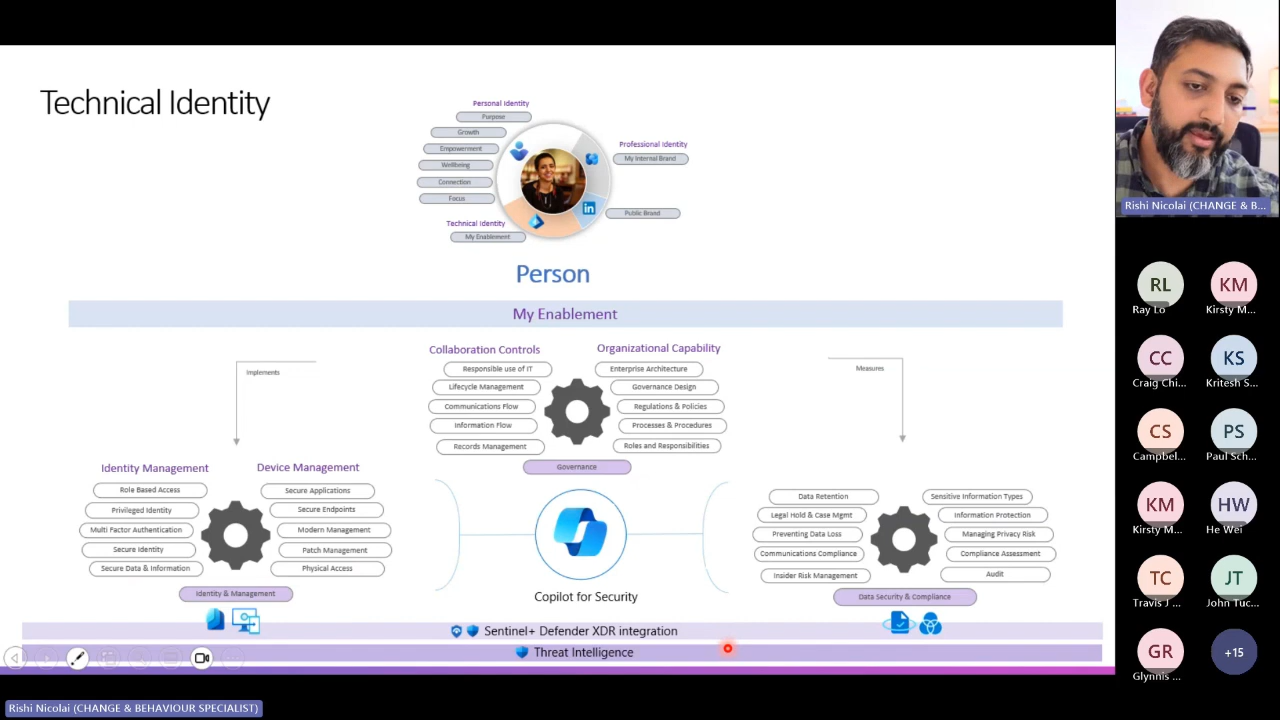 Technical Identity
Personal Identity
Purpose
Growth
Empowerment
Wellbeing
Connection
Focus
Technical Identity
My Enablement
Professional Identity
My Internal Brand
in
Public Brand
Person
My Enablement
Implements
Measures
Collaboration Controls
Responsible use of IT
Lifecycle Management
Communications Flow
Information Flow
Records Management
Organizational Capability
Enterprise Architecture
Governance Design
Regulations & Policies
Processes & Procedures
Roles and Responsibilities
Governance
Identity Management
Role Based Access
Privileged Identity
Multi Factor Authentication
Secure Identity
Secure Data & Information
Device Management
Secure Applications
Secure Endpoints
Modern Management
Patch Management
Physical Access
Identity & Management
Copilot for Security
Data Retention
Legal Hold & Case Mgmt
Preventing Data Loss
Communications Compliance
Insider Risk Management
Sensitive Information Types
Information Protection
Managing Privacy Risk
Compliance Assessment
Audit
Data Security & Compliance
Sentinel+ Defender XDR integration
Threat Intelligence
Rishi Nicolai (CHANGE & BEHAVIOUR SPECIALIST)
Rishi Nicolai (CHANGE & B...
RL
Ray Lo
KM
Kirsty M...
CC
Craig Chi...
KS
Kritesh S...
CS
Campbel...
PS
Paul Sch...
KM
Kirsty M...
HW
He Wei
TC
Travis J ...
JT
John Tuc...
GR
Glynnis ...
+15